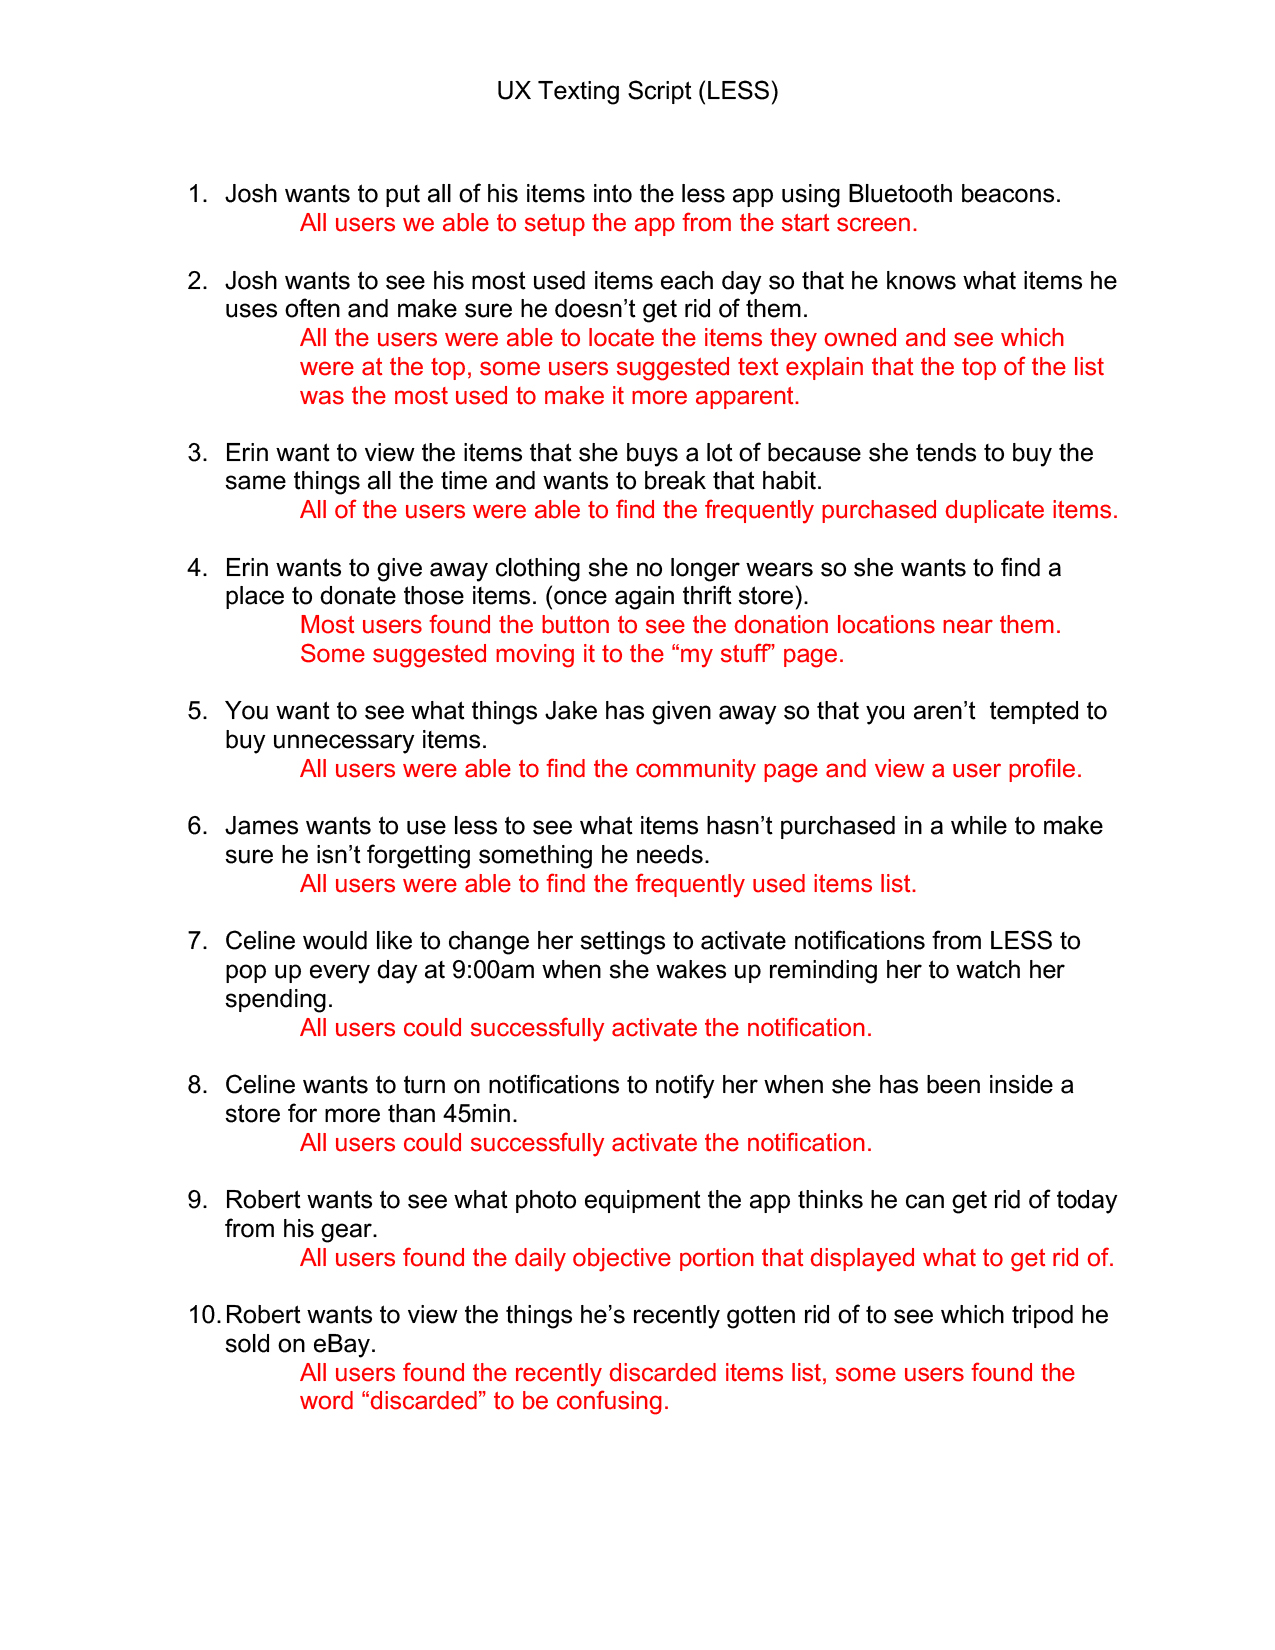 UX Texting Script (LESS)
1. Josh wants to put all of his items into the less app using Bluetooth beacons.
All users we able to setup the app from the start screen.
2. Josh wants to see his most used items each day so that he knows what items he
uses often and make sure he doesn’t get rid of them.
All the users were able to locate the items they owned and see which
were at the top, some users suggested text explain that the top of the list
was the most used to make it more apparent.
3. Erin want to view the items that she buys a lot of because she tends to buy the
same things all the time and wants to break that habit.
All of the users were able to find the frequently purchased duplicate items.
4. Erin wants to give away clothing she no longer wears so she wants to find a
place to donate those items. (once again thrift store).
Most users found the button to see the donation locations near them.
Some suggested moving it to the “my stuff” page.
5. You want to see what things Jake has given away so that you aren’t  tempted to
buy unnecessary items.
All users were able to find the community page and view a user profile.
6. James wants to use less to see what items hasn’t purchased in a while to make
sure he isn’t forgetting something he needs.
All users were able to find the frequently used items list.
7. Celine would like to change her settings to activate notifications from LESS to
pop up every day at 9:00am when she wakes up reminding her to watch her
spending.
All users could successfully activate the notification.
8. Celine wants to turn on notifications to notify her when she has been inside a
store for more than 45min.
All users could successfully activate the notification.
9. Robert wants to see what photo equipment the app thinks he can get rid of today
from his gear.
All users found the daily objective portion that displayed what to get rid of.
10. Robert wants to view the things he’s recently gotten rid of to see which tripod he
sold on eBay.
All users found the recently discarded items list, some users found the
word “discarded” to be confusing.